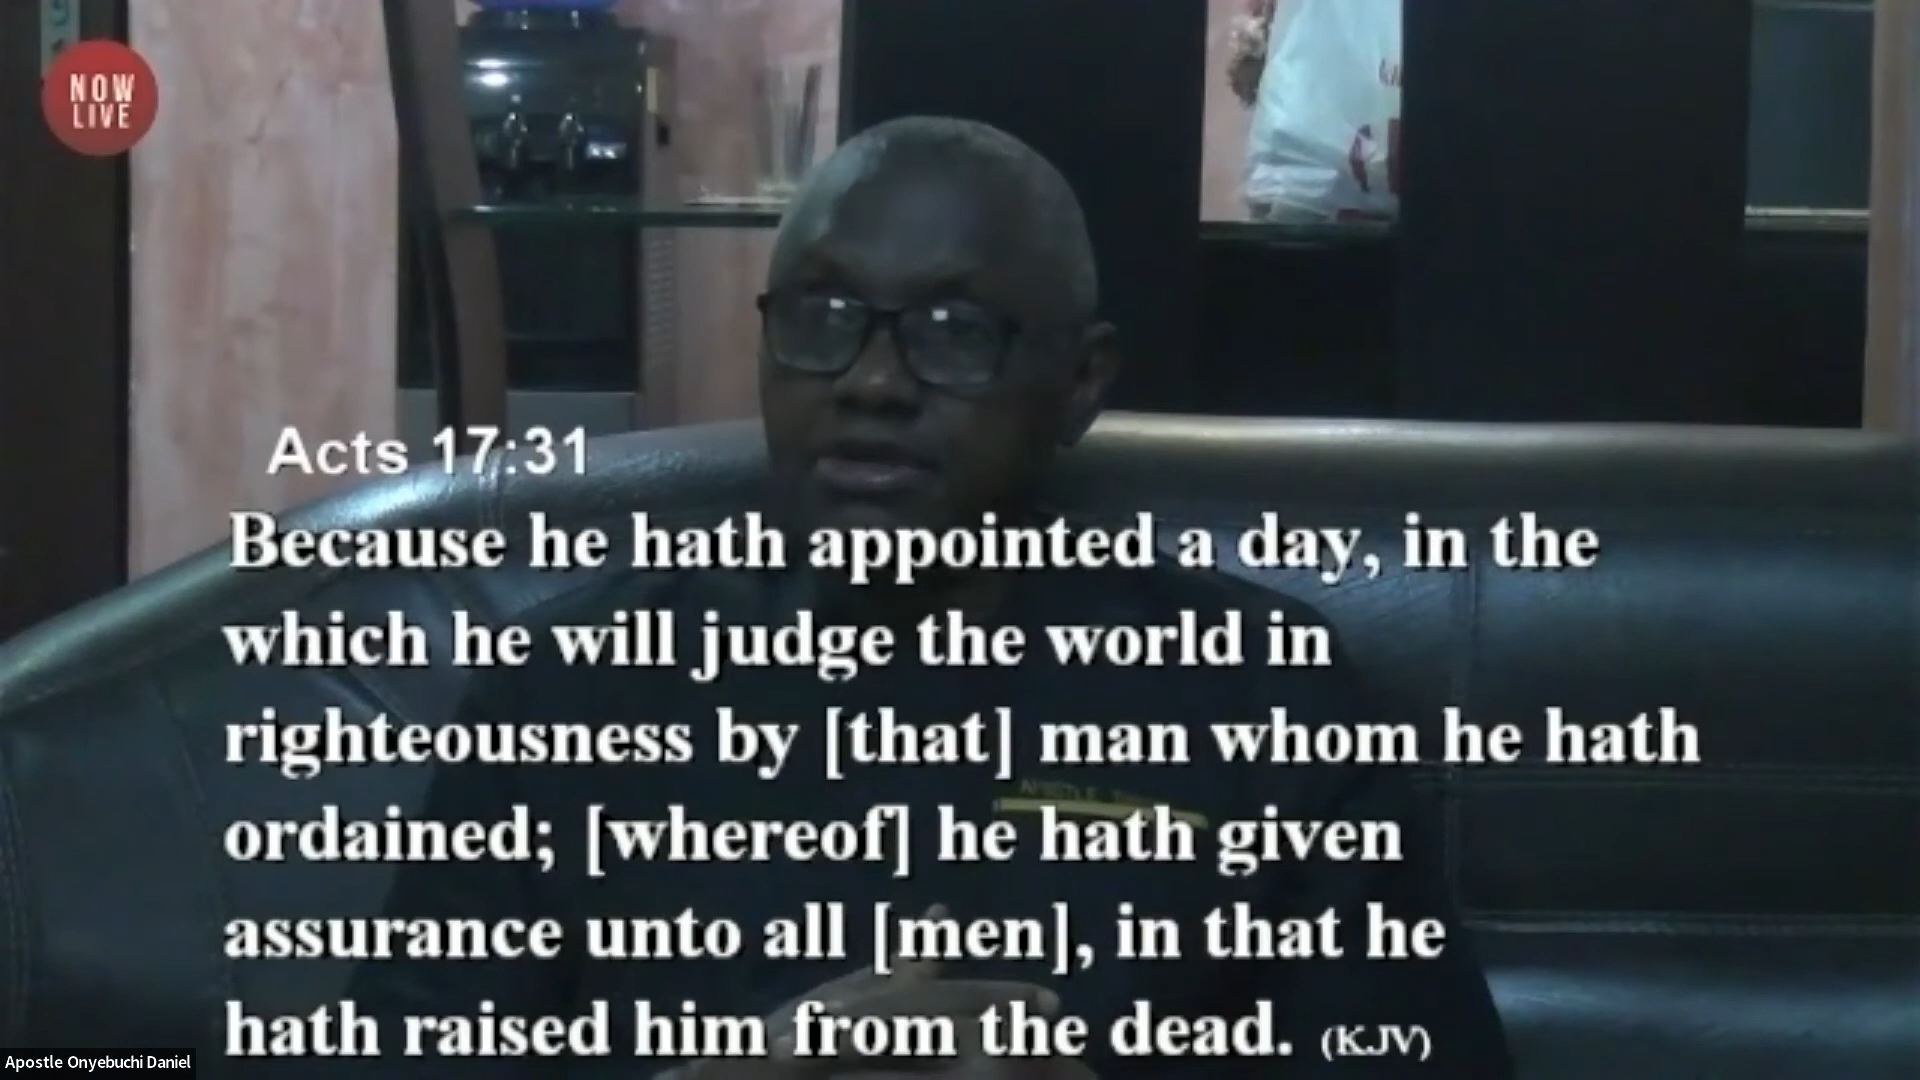 NOW
LIVE
Acts 17:31
Because he hath appointed a day, in the
which he will judge the world in
righteousness by [that] man whom he hath
ordained; [whereof] he hath given
assurance unto all [men], in that he
hath raised him from the dead. (KJV)
APOSTLE
Apostle Onyebuchi Daniel